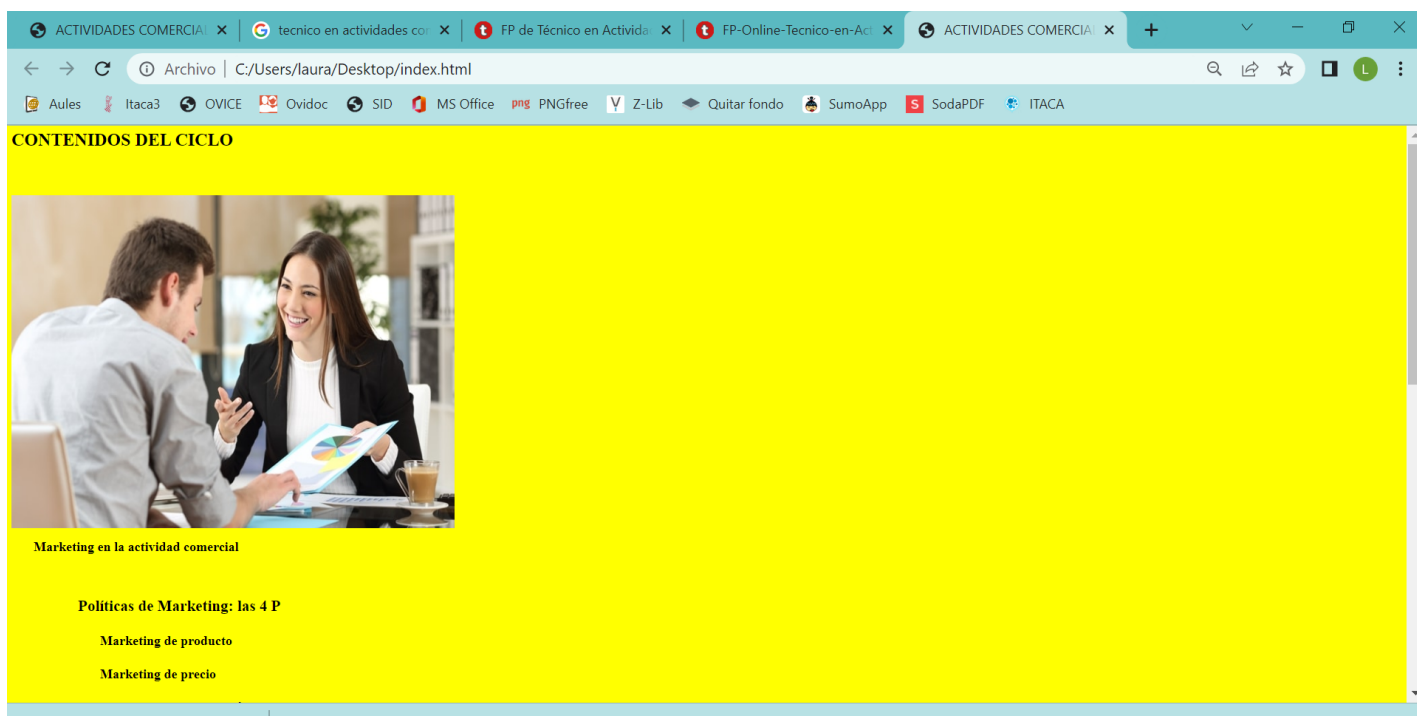 ACTIVIDADES COMERCIAL
tecnico en actividades cor
FP de Técnico en Activida
FP-Online-Tecnico-en-Act
ACTIVIDADES COMERCIAL
Archivo | C:/Users/laura/Desktop/index.html
L
Aules Itaca3 OVICE Ovidoc SID MS Office png PNGfree Y Z-Lib Quitar fondo SumoApp S SodaPDF ITACA
CONTENIDOS DEL CICLO
Marketing en la actividad comercial
Políticas de Marketing: las 4 P
Marketing de producto
Marketing de precio